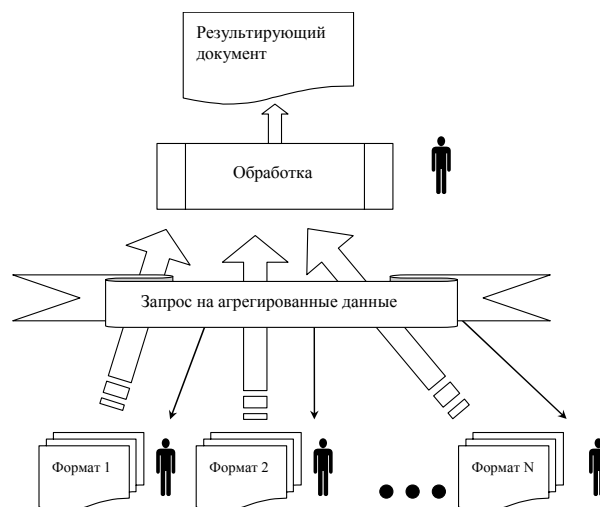 Результирующий
документ
Обработка
Запрос на агрегированные данные
Формат 1
Формат 2
Формат N